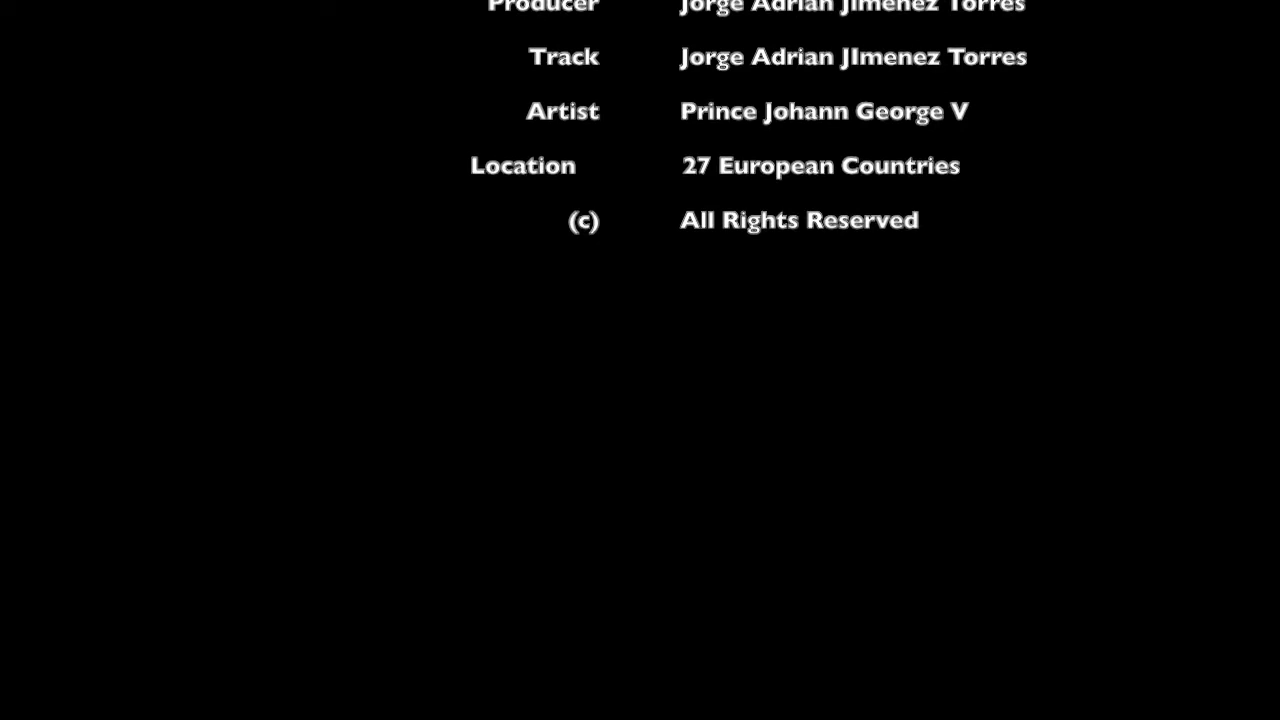 Producer Jorge Adrian Jimenez Torres
Track Jorge Adrian JImenez Torres
Artist Prince Johann George V
Location 27 European Countries
(c) All Rights Reserved